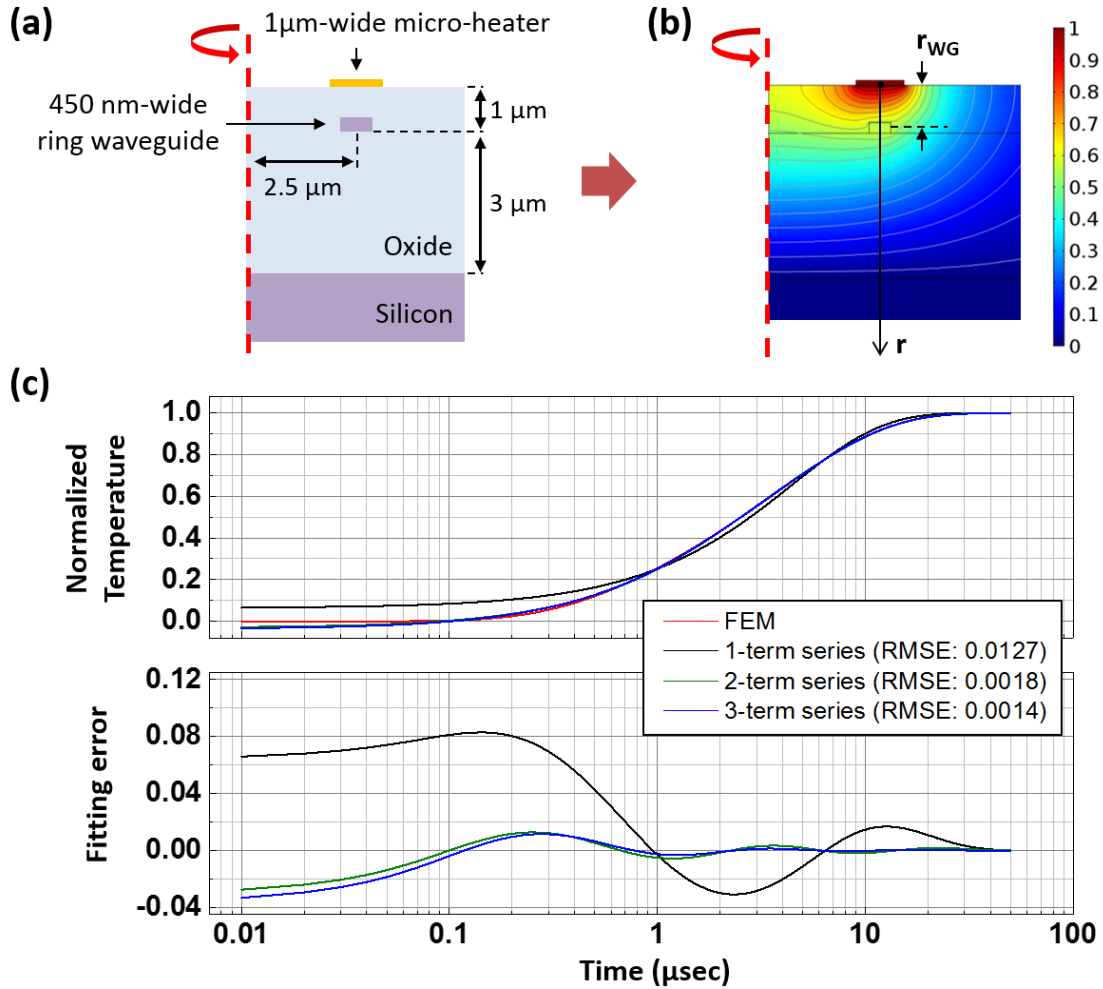 (a)
1μm-wide micro-heater
450 nm-wide
ring waveguide
1 μm
2.5 μm
3 μm
Oxide
Silicon
(b)
r_WG
r
1
0.9
0.8
0.7
0.6
0.5
0.4
0.3
0.2
0.1
0
(c)
Normalized
Temperature
1.0
0.8
0.6
0.4
0.2
0.0
FEM
1-term series (RMSE: 0.0127)
2-term series (RMSE: 0.0018)
3-term series (RMSE: 0.0014)
Fitting error
0.12
0.08
0.04
0.00
-0.04
0.01
0.1
1
10
100
Time (μsec)